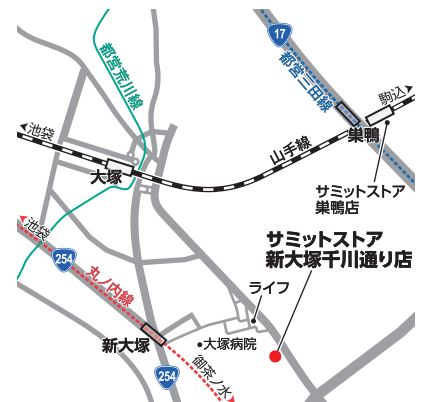 17
都営荒川線
都営三田線
駒込
池袋
巣鴨
山手線
大塚
サミットストア
巣鴨店
池袋
サミットストア
新大塚千川通り店
254
丸ノ内線
ライフ
新大塚
大塚病院
御茶ノ水
254